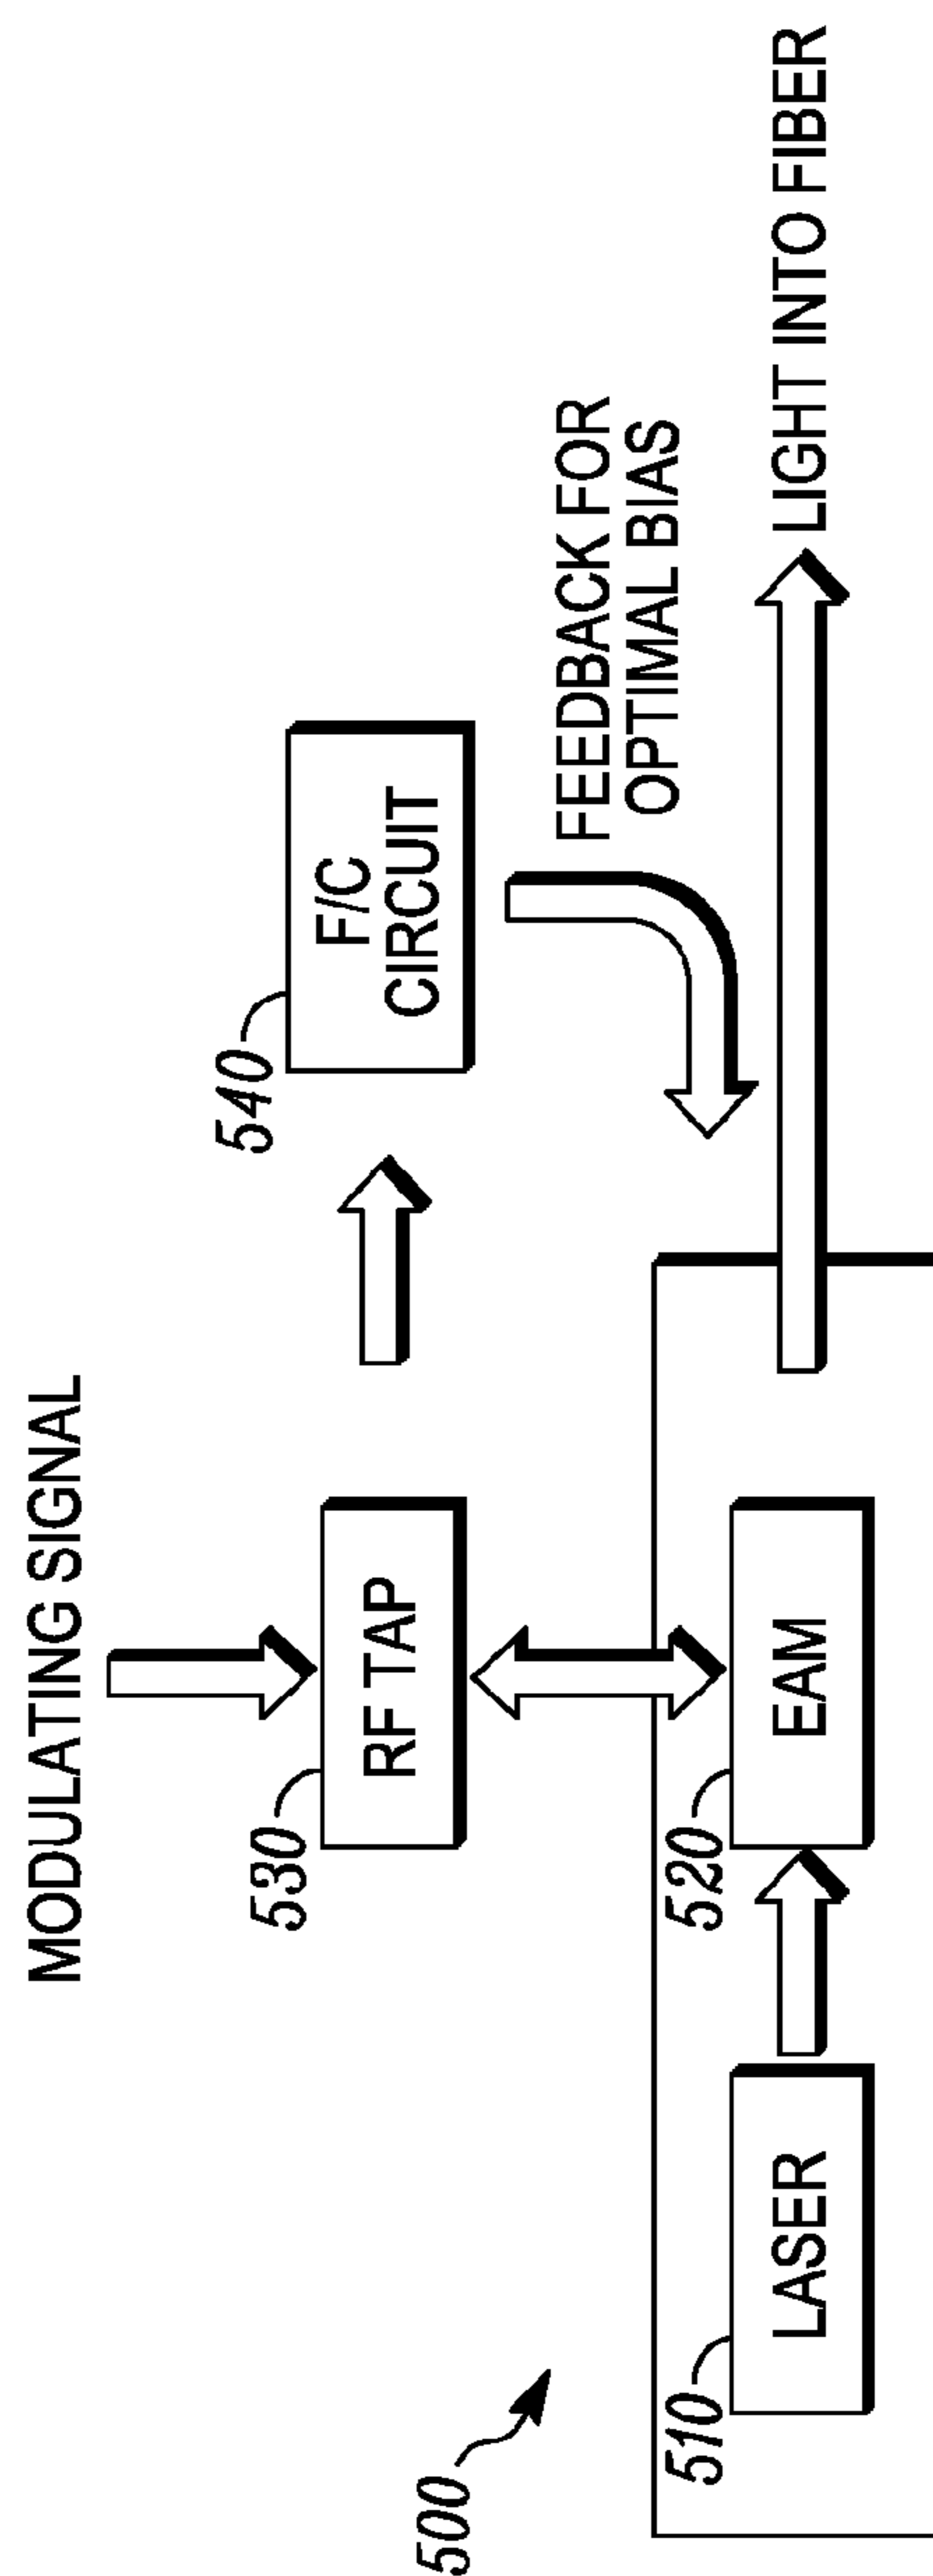 MODULATING SIGNAL
530
RF TAP
540
F/C
CIRCUIT
FEEDBACK FOR
OPTIMAL BIAS
500
510
LASER
520
EAM
LIGHT INTO FIBER